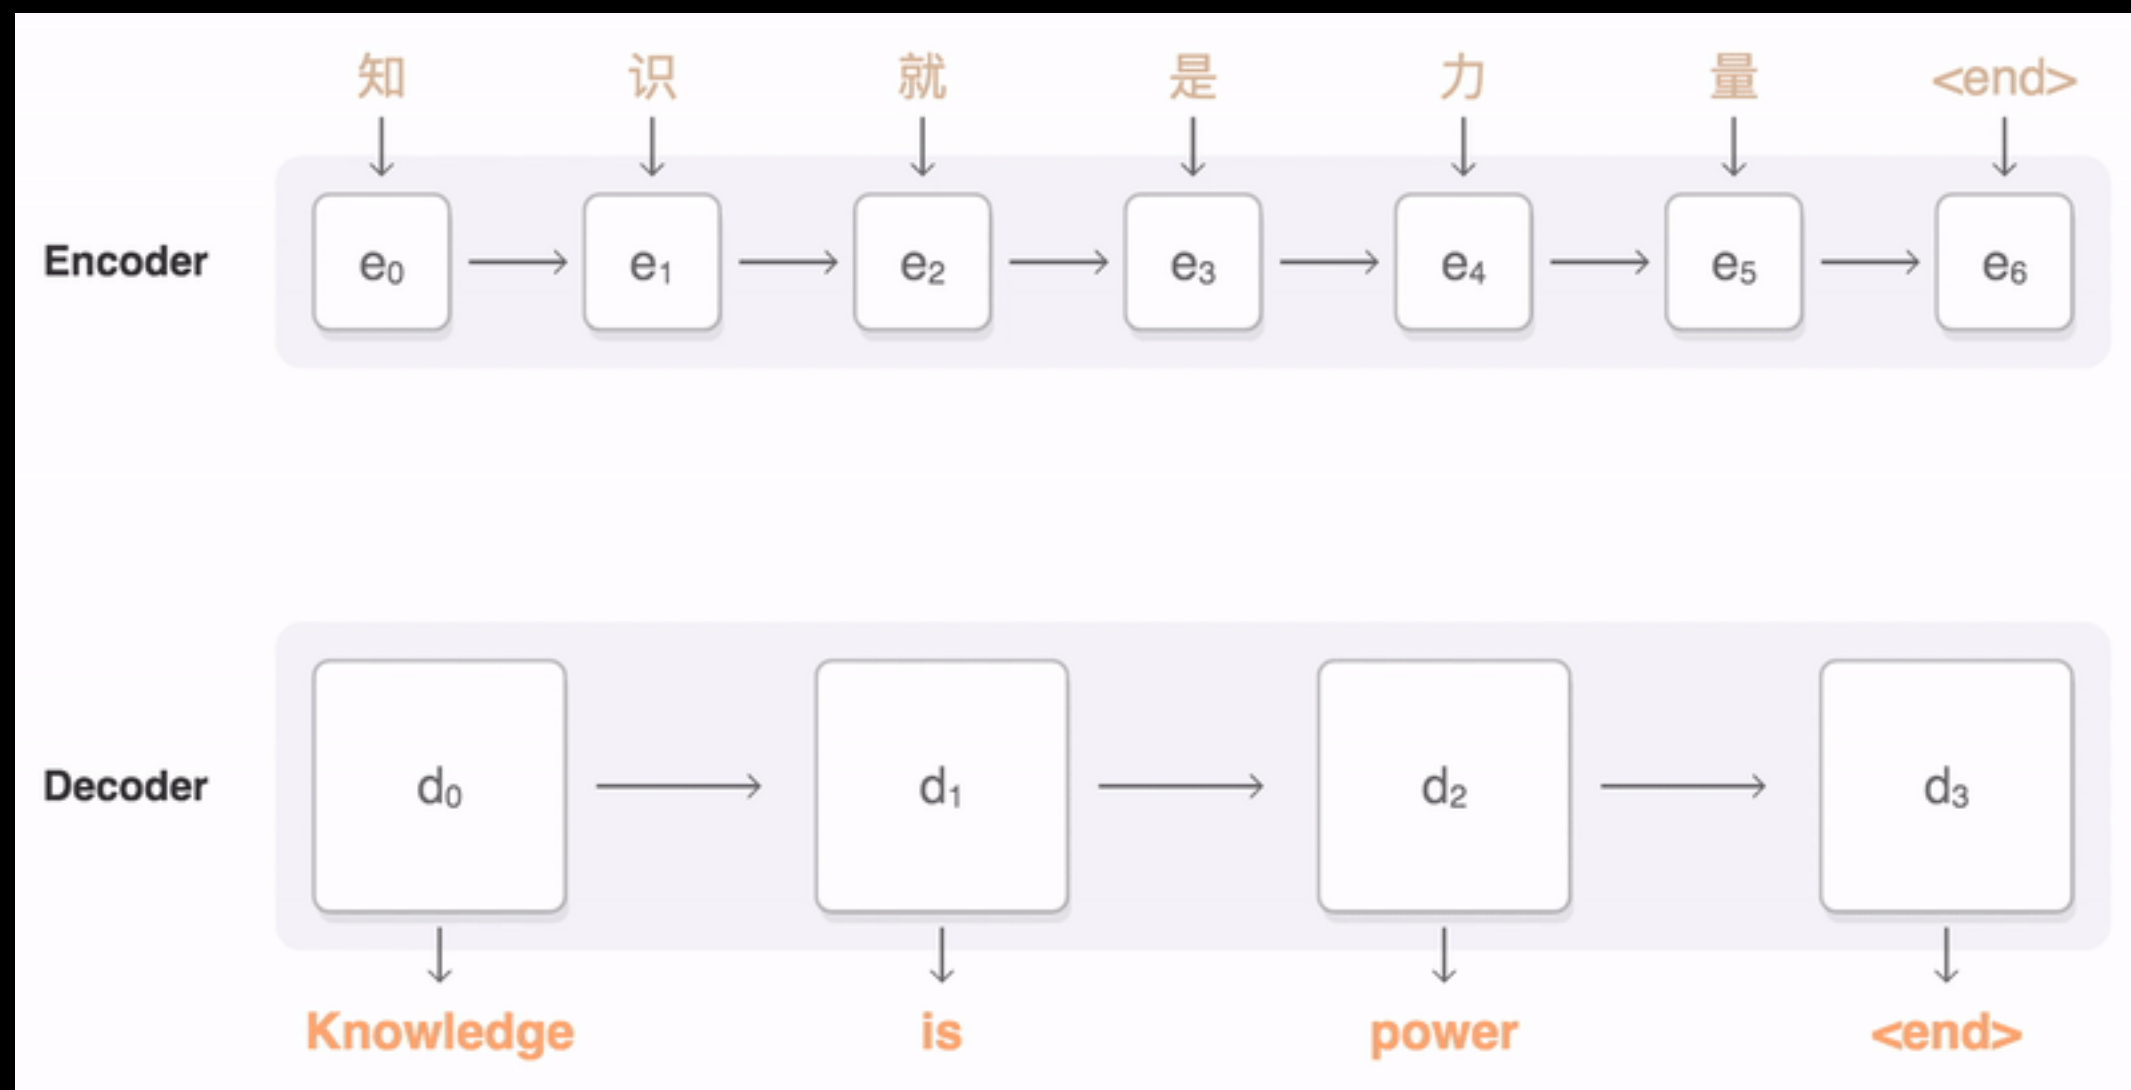 知 识 就 是 力 量 <end>
Encoder e0 e1 e2 e3 e4 e5 e6
Decoder d0 d1 d2 d3
Knowledge is power <end>